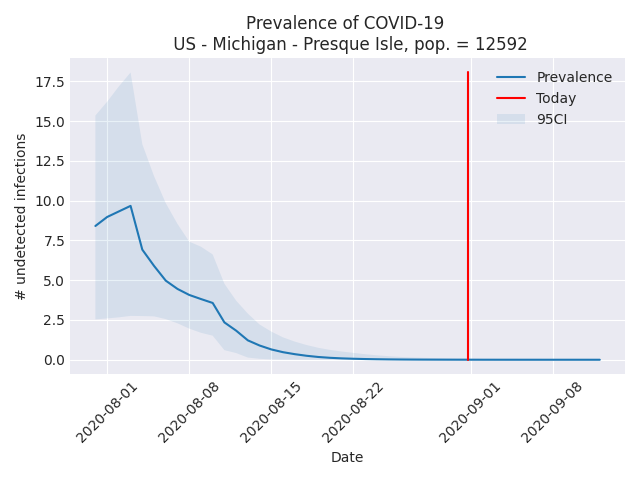 Prevalence of COVID-19
US - Michigan - Presque Isle, pop. = 12592
Prevalence
Today
95CI
# undetected infections
17.5
15.0
12.5
10.0
7.5
5.0
2.5
0.0
2020-08-01
2020-08-08
2020-08-15
2020-08-22
2020-09-01
2020-09-08
Date